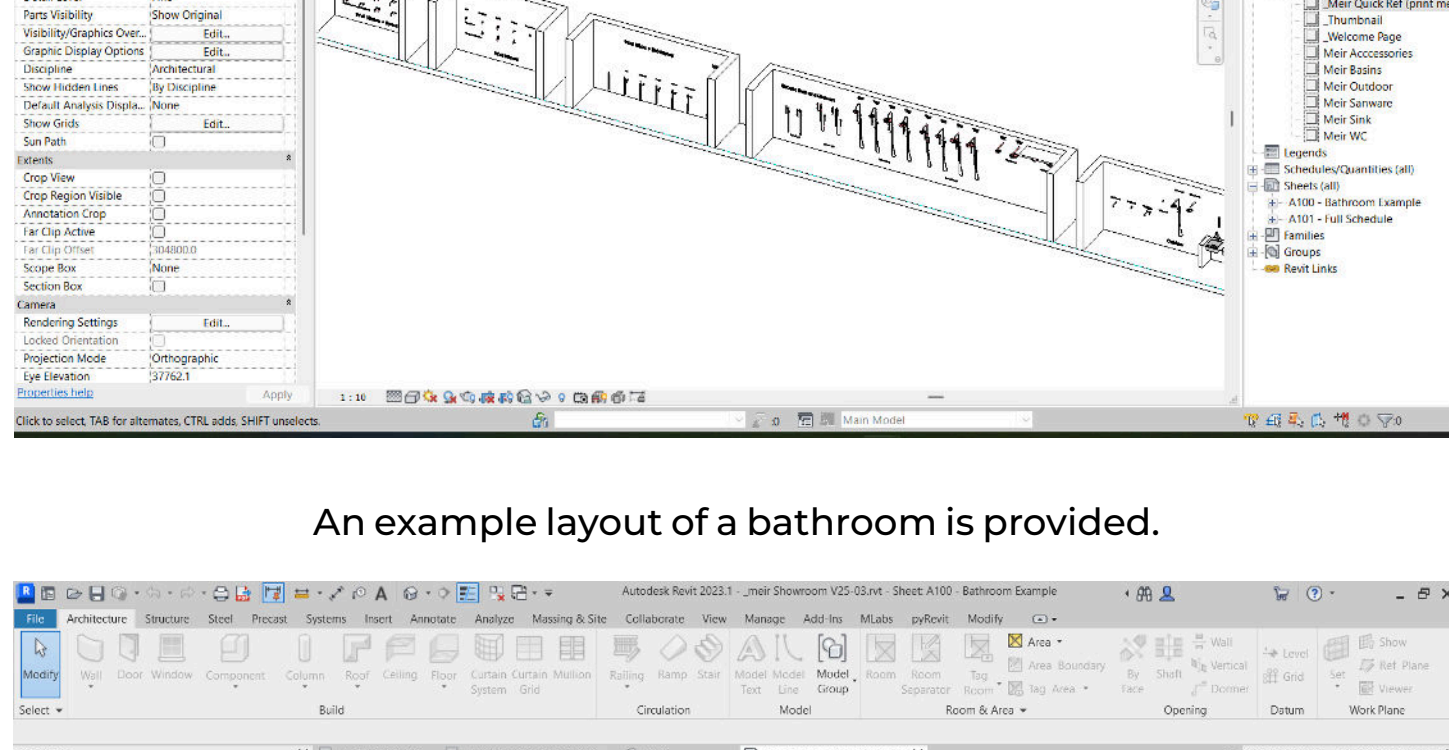 Parts Visibility Show Original
_Meir Quick Ref (print me
Visibility/Graphics Over... Edit...
_Thumbnail
Graphic Display Options Edit...
_Welcome Page
Discipline Architectural
Meir Acccessories
Show Hidden Lines By Discipline
Meir Basins
Default Analysis Displa... None
Meir Outdoor
Show Grids Edit...
Meir Sanware
Sun Path
Meir Sink
Extents
Meir WC
Crop View
Legends
Crop Region Visible
Schedules/Quantities (all)
Annotation Crop
Sheets (all)
Far Clip Active
A100 - Bathroom Example
Far Clip Offset 304800.0
A101 - Full Schedule
Scope Box None
Families
Section Box
Groups
Camera
Revit Links
Rendering Settings Edit...
Locked Orientation
Projection Mode Orthographic
Eye Elevation 37762.1
Properties help Apply 1 : 10
Click to select, TAB for alternates, CTRL adds, SHIFT unselects. :0 Main Model :0
An example layout of a bathroom is provided.
R A Autodesk Revit 2023.1 - _meir Showroom V25-03.rvt - Sheet: A100 - Bathroom Example
File Architecture Structure Steel Precast Systems Insert Annotate Analyze Massing & Site Collaborate View Manage Add-Ins MLabs pyRevit Modify
Modify Wall Door Window Component Column Roof Ceiling Floor Curtain System Curtain Grid Mullion Railing Ramp Stair Model Text Model Line Model Group Room Room Separator Tag Room Area Area Boundary Tag Area By Face Shaft Wall Vertical Dormer Level Grid Set Show Ref Plane Viewer
Select Build Circulation Model Room & Area Opening Datum Work Plane